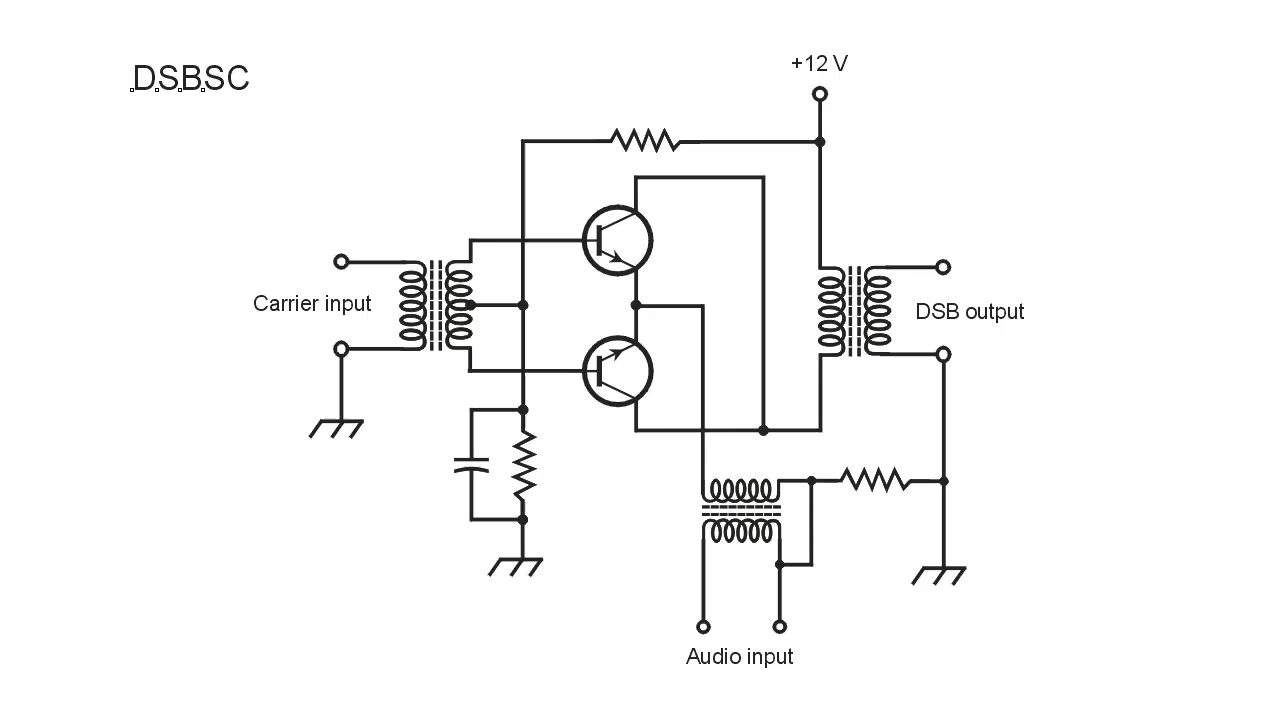 DSBSC
+12 V
Carrier input
DSB output
Audio input